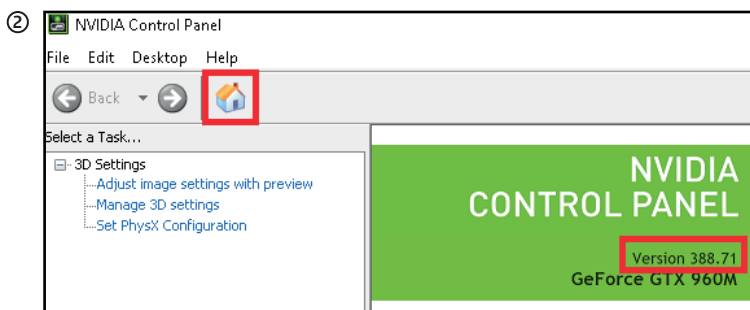 ②
NVIDIA Control Panel
File Edit Desktop Help
Back
Select a Task...
3D Settings
Adjust image settings with preview
Manage 3D settings
Set PhysX Configuration
NVIDIA
CONTROL PANEL
Version 388.71
GeForce GTX 960M